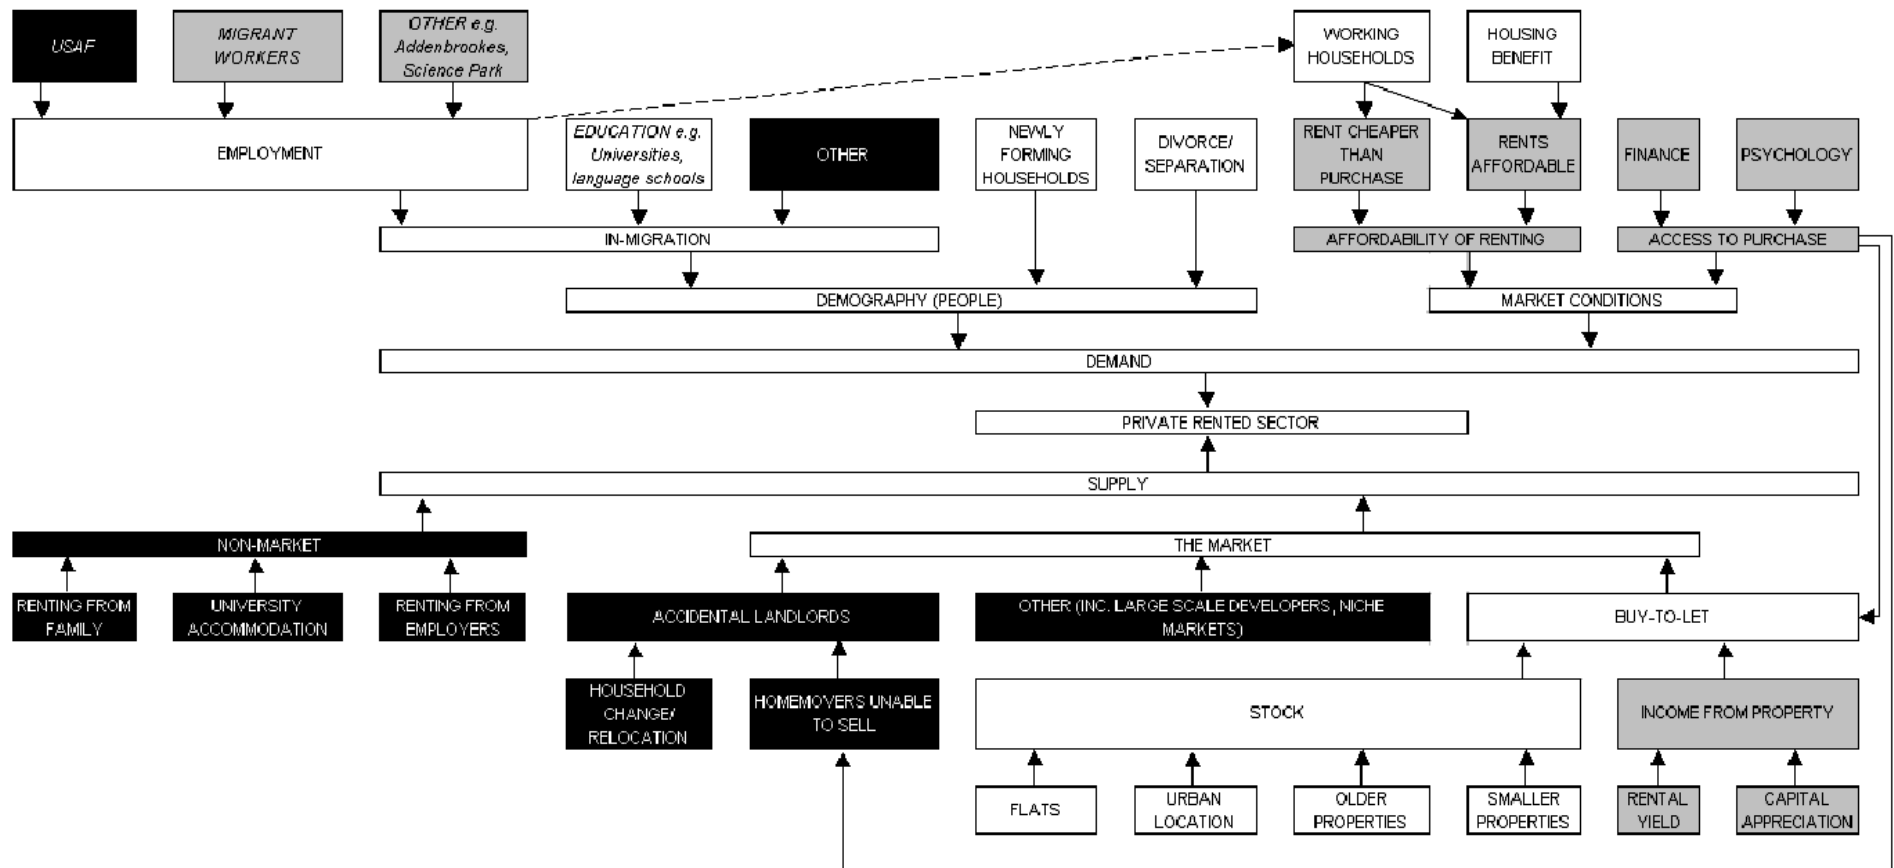 USAF
MIGRANT
WORKERS
OTHER e.g.
Addenbrookes,
Science Park
WORKING
HOUSEHOLDS
HOUSING
BENEFIT
EMPLOYMENT
EDUCATION e.g.
Universities,
language schools
OTHER
NEWLY
FORMING
HOUSEHOLDS
DIVORCE/
SEPARATION
RENT CHEAPER
THAN
PURCHASE
RENTS
AFFORDABLE
FINANCE
PSYCHOLOGY
IN-MIGRATION
AFFORDABILITY OF RENTING
ACCESS TO PURCHASE
DEMOGRAPHY (PEOPLE)
MARKET CONDITIONS
DEMAND
PRIVATE RENTED SECTOR
SUPPLY
NON-MARKET
THE MARKET
RENTING FROM
FAMILY
UNIVERSITY
ACCOMMODATION
RENTING FROM
EMPLOYERS
ACCIDENTAL LANDLORDS
OTHER (INC. LARGE SCALE DEVELOPERS, NICHE
MARKETS)
BUY-TO-LET
HOUSEHOLD
CHANGE/
RELOCATION
HOMEMOVERS UNABLE
TO SELL
STOCK
INCOME FROM PROPERTY
FLATS
URBAN
LOCATION
OLDER
PROPERTIES
SMALLER
PROPERTIES
RENTAL
YIELD
CAPITAL
APPRECIATION